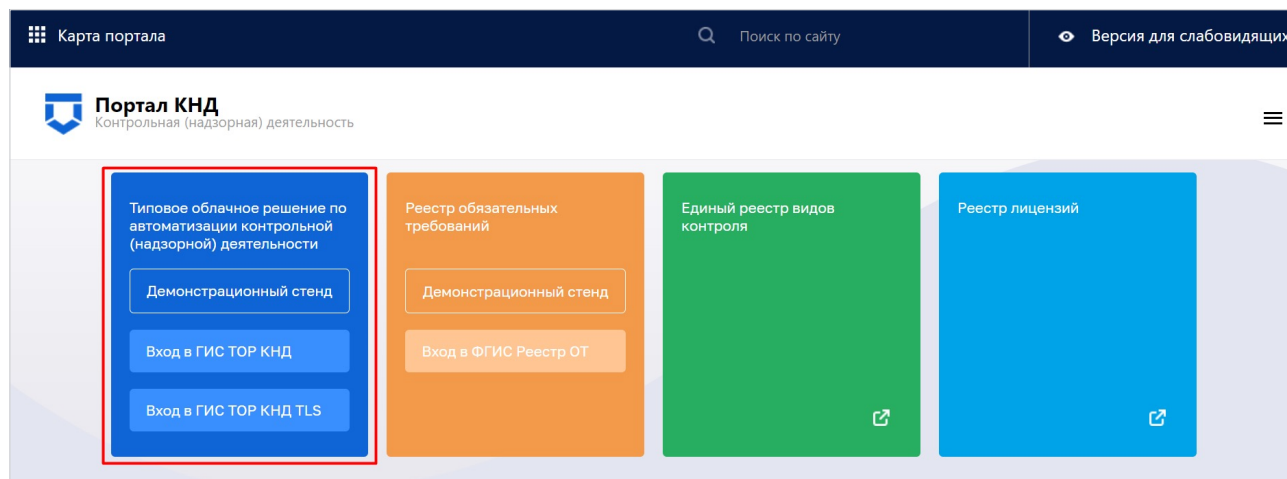 Карта портала
Поиск по сайту
Версия для слабовидящих
Портал КНД
Контрольная (надзорная) деятельность
Типовое облачное решение по
автоматизации контрольной
(надзорной) деятельности
Демонстрационный стенд
Вход в ГИС ТОР КНД
Вход в ГИС ТОР КНД TLS
Реестр обязательных
требований
Демонстрационный стенд
Вход в ФГИС Реестр ОТ
Единый реестр видов
контроля
Реестр лицензий